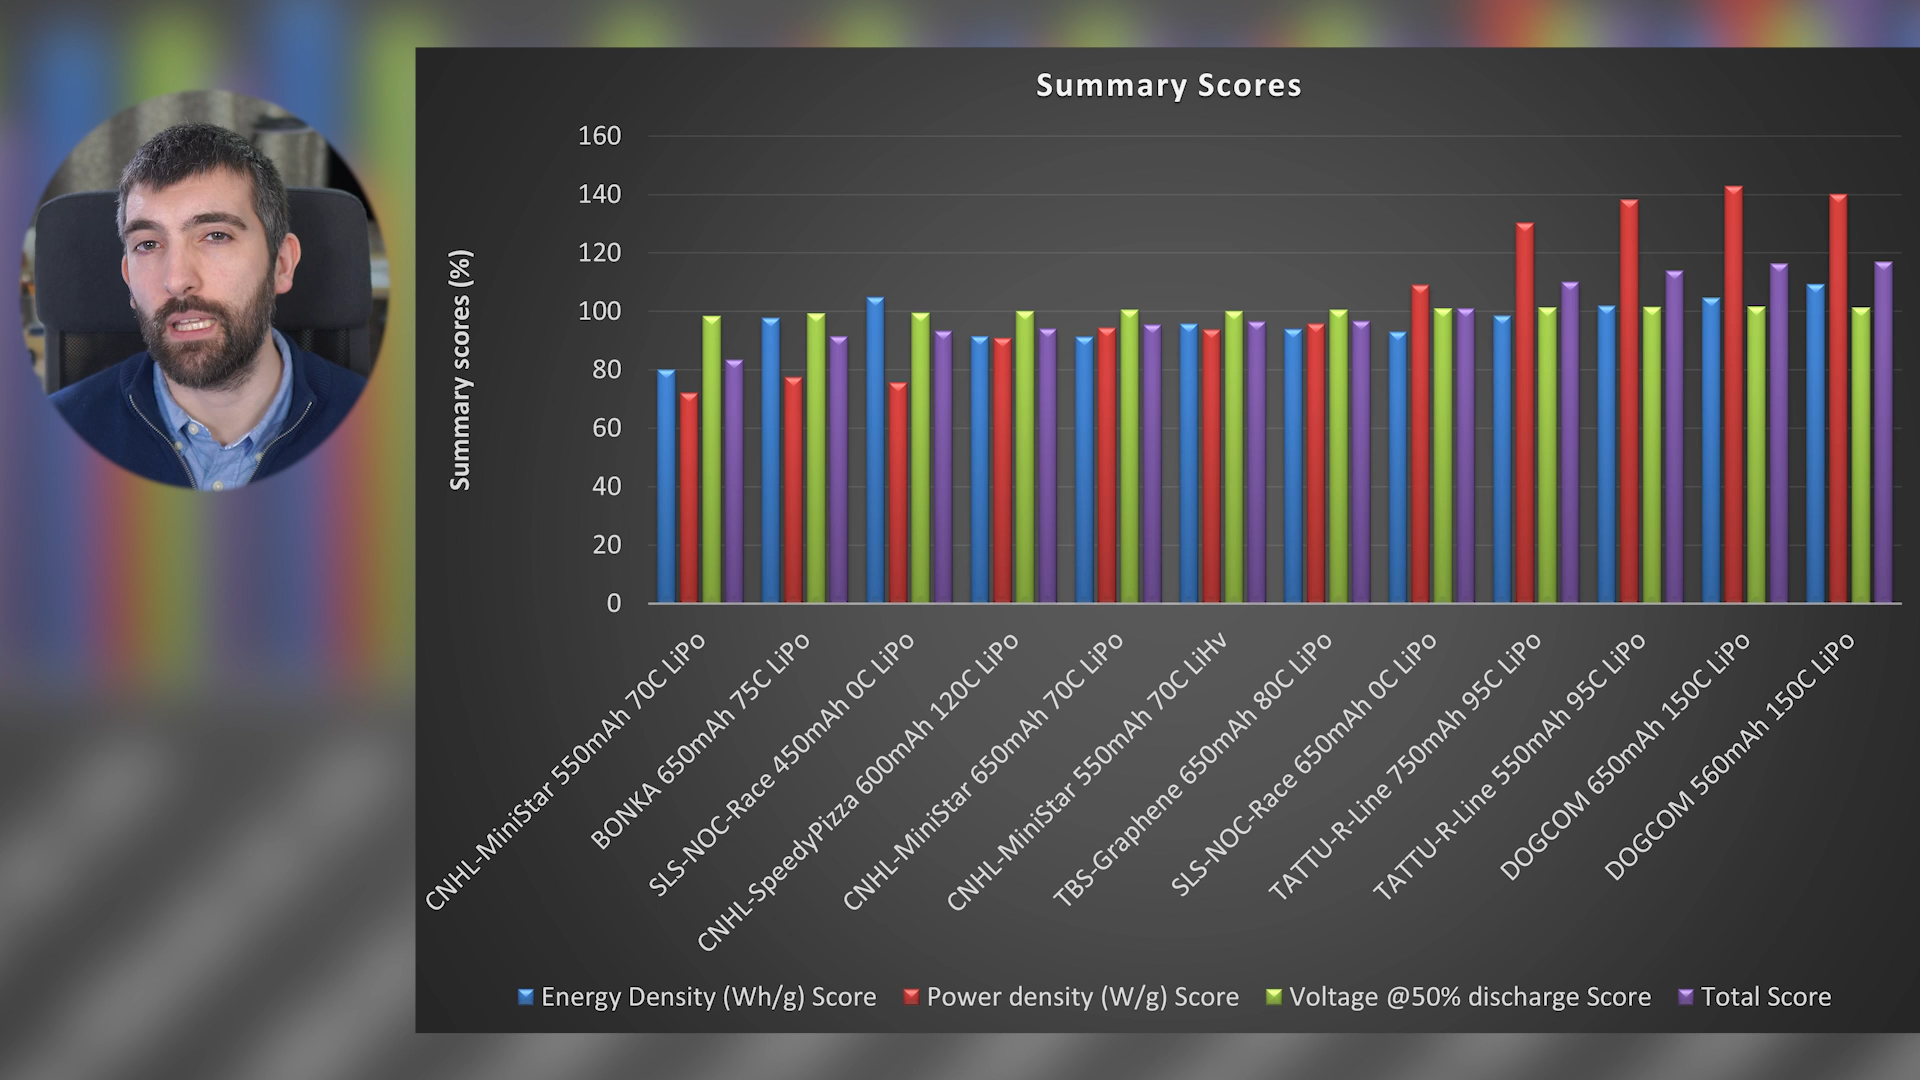 Summary Scores
Summary scores (%)
160
140
120
100
80
60
40
20
0
CNHL-MiniStar 550mAh 70C LiPo
BONKA 650mAh 75C LiPo
SLS-NOC-Race 450mAh 0C LiPo
CNHL-SpeedyPizza 600mAh 120C LiPo
CNHL-MiniStar 650mAh 70C LiPo
CNHL-MiniStar 550mAh 70C LiHv
TBS-Graphene 650mAh 80C LiPo
SLS-NOC-Race 650mAh 0C LiPo
TATTU-R-Line 750mAh 95C LiPo
TATTU-R-Line 550mAh 95C LiPo
DOGCOM 650mAh 150C LiPo
DOGCOM 560mAh 150C LiPo
Energy Density (Wh/g) Score
Power density (W/g) Score
Voltage @50% discharge Score
Total Score